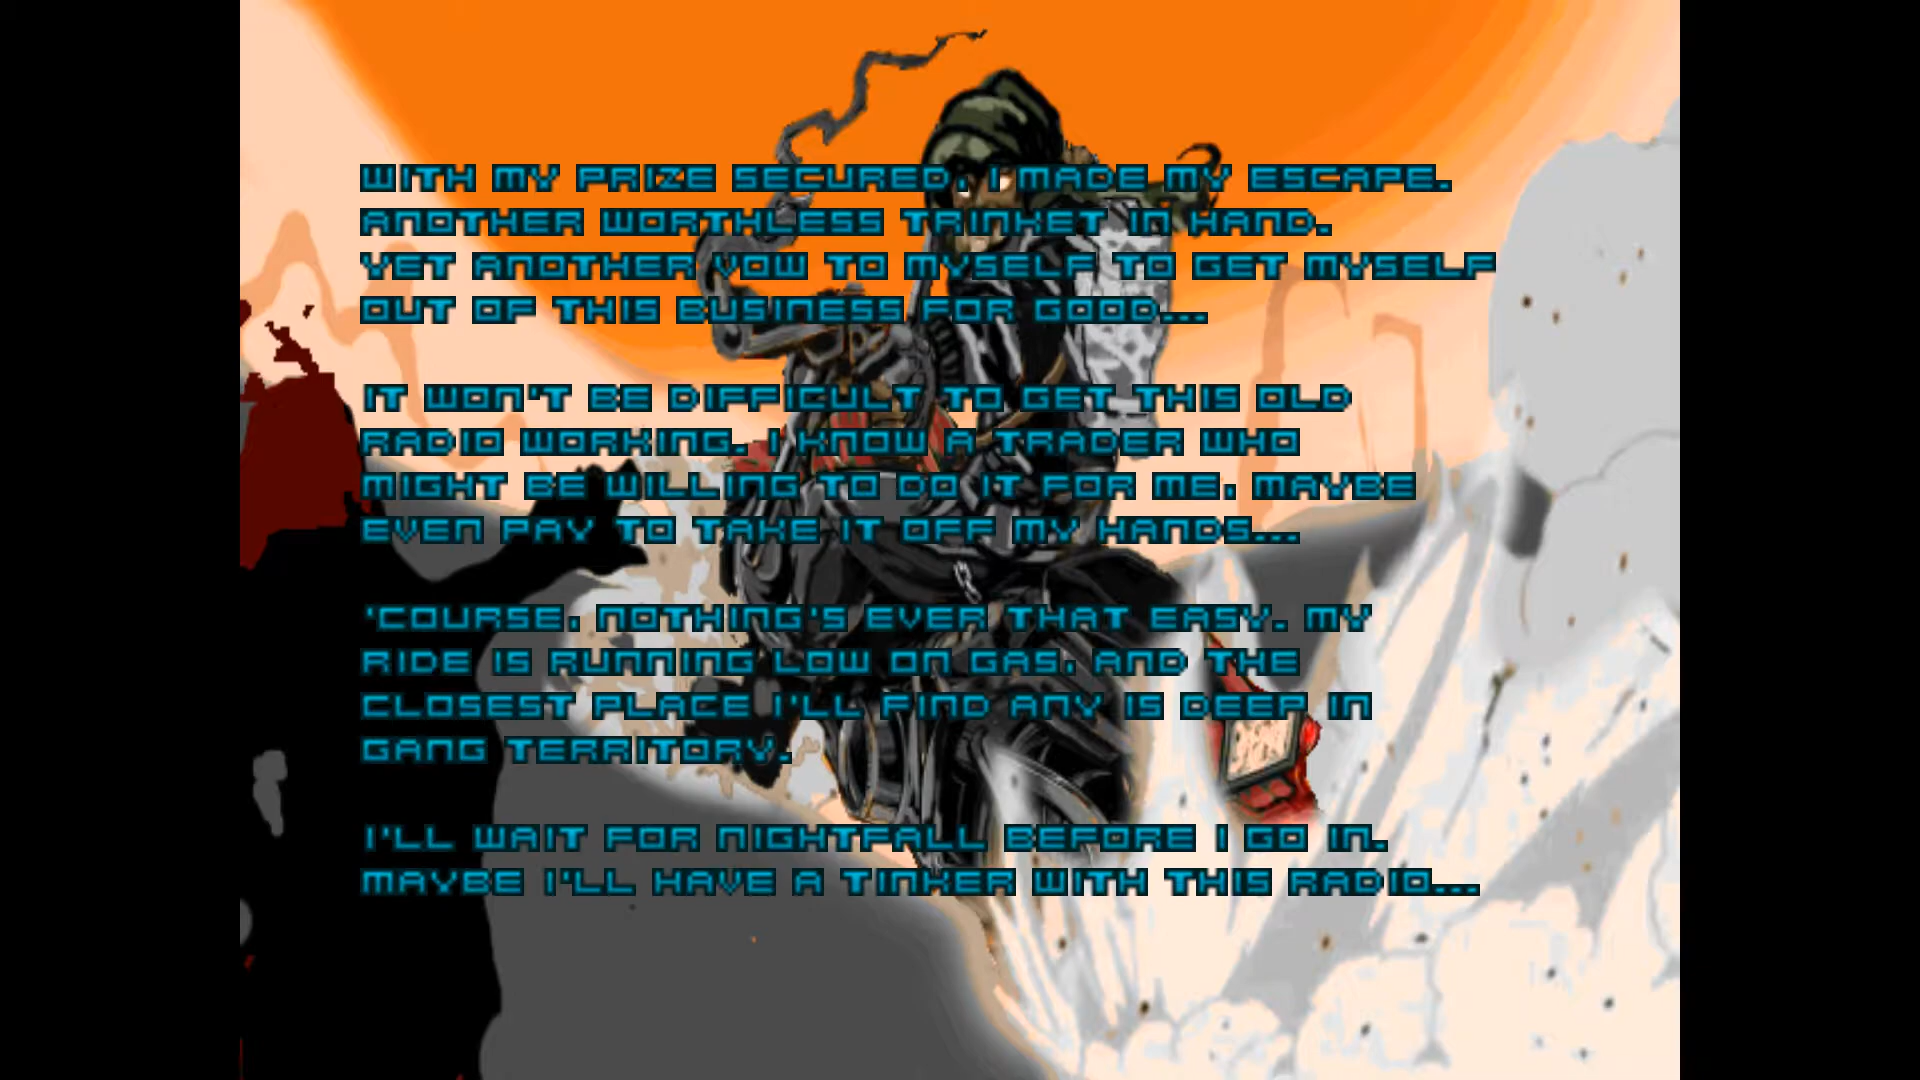 WITH MY PRIZE SECURED, I MADE MY ESCAPE.
ANOTHER WORTHLESS TRINKET IN HAND.
YET ANOTHER VOW TO MYSELF TO GET MYSELF
OUT OF THIS BUSINESS FOR GOOD...
IT WON'T BE DIFFICULT TO GET THIS OLD
RADIO WORKING. I KNOW A TRADER WHO
MIGHT BE WILLING TO DO IT FOR ME, MAYBE
EVEN PAY TO TAKE IT OFF MY HANDS...
'COURSE, NOTHING'S EVER THAT EASY. MY
RIDE IS RUNNING LOW ON GAS, AND THE
CLOSEST PLACE I'LL FIND ANY IS DEEP IN
GANG TERRITORY.
I'LL WAIT FOR NIGHTFALL BEFORE I GO IN.
MAYBE I'LL HAVE A TINKER WITH THIS RADIO...